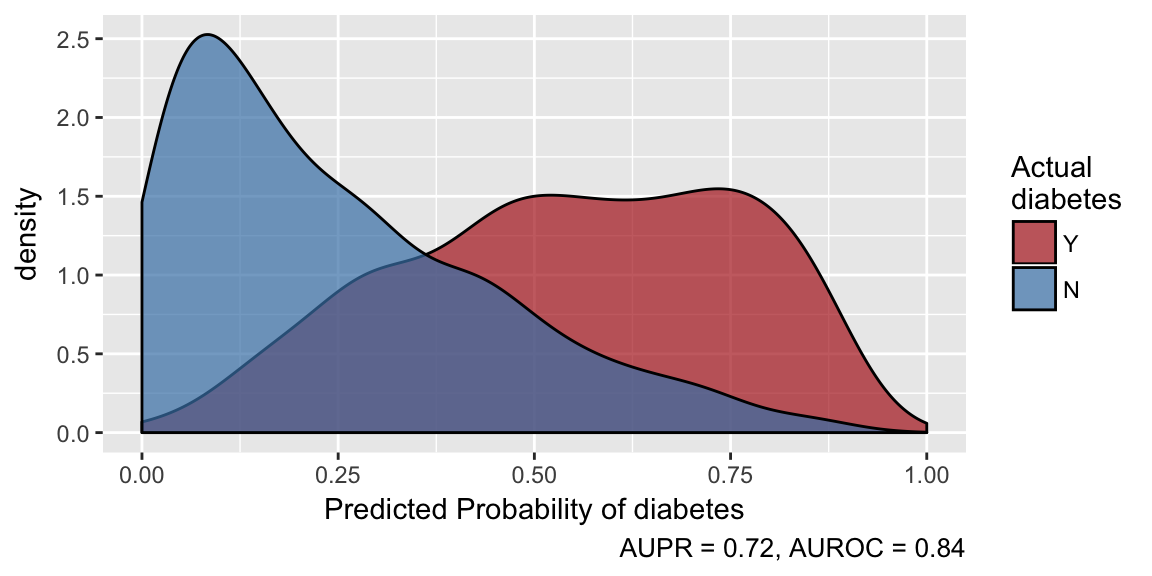 density
2.5
2.0
1.5
1.0
0.5
0.0
0.00 0.25 0.50 0.75 1.00
Predicted Probability of diabetes
AUPR = 0.72, AUROC = 0.84
Actual
diabetes
Y
N